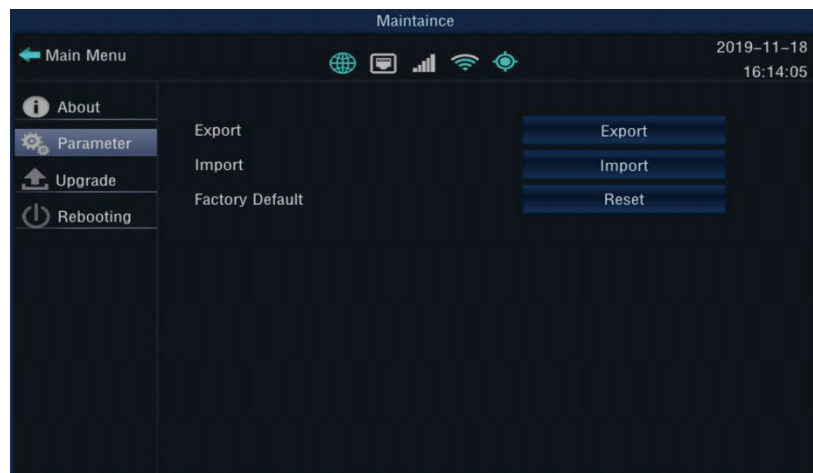 Maintaince
Main Menu
2019-11-18
16:14:05
About
Parameter
Upgrade
Rebooting
Export Export
Import Import
Factory Default Reset